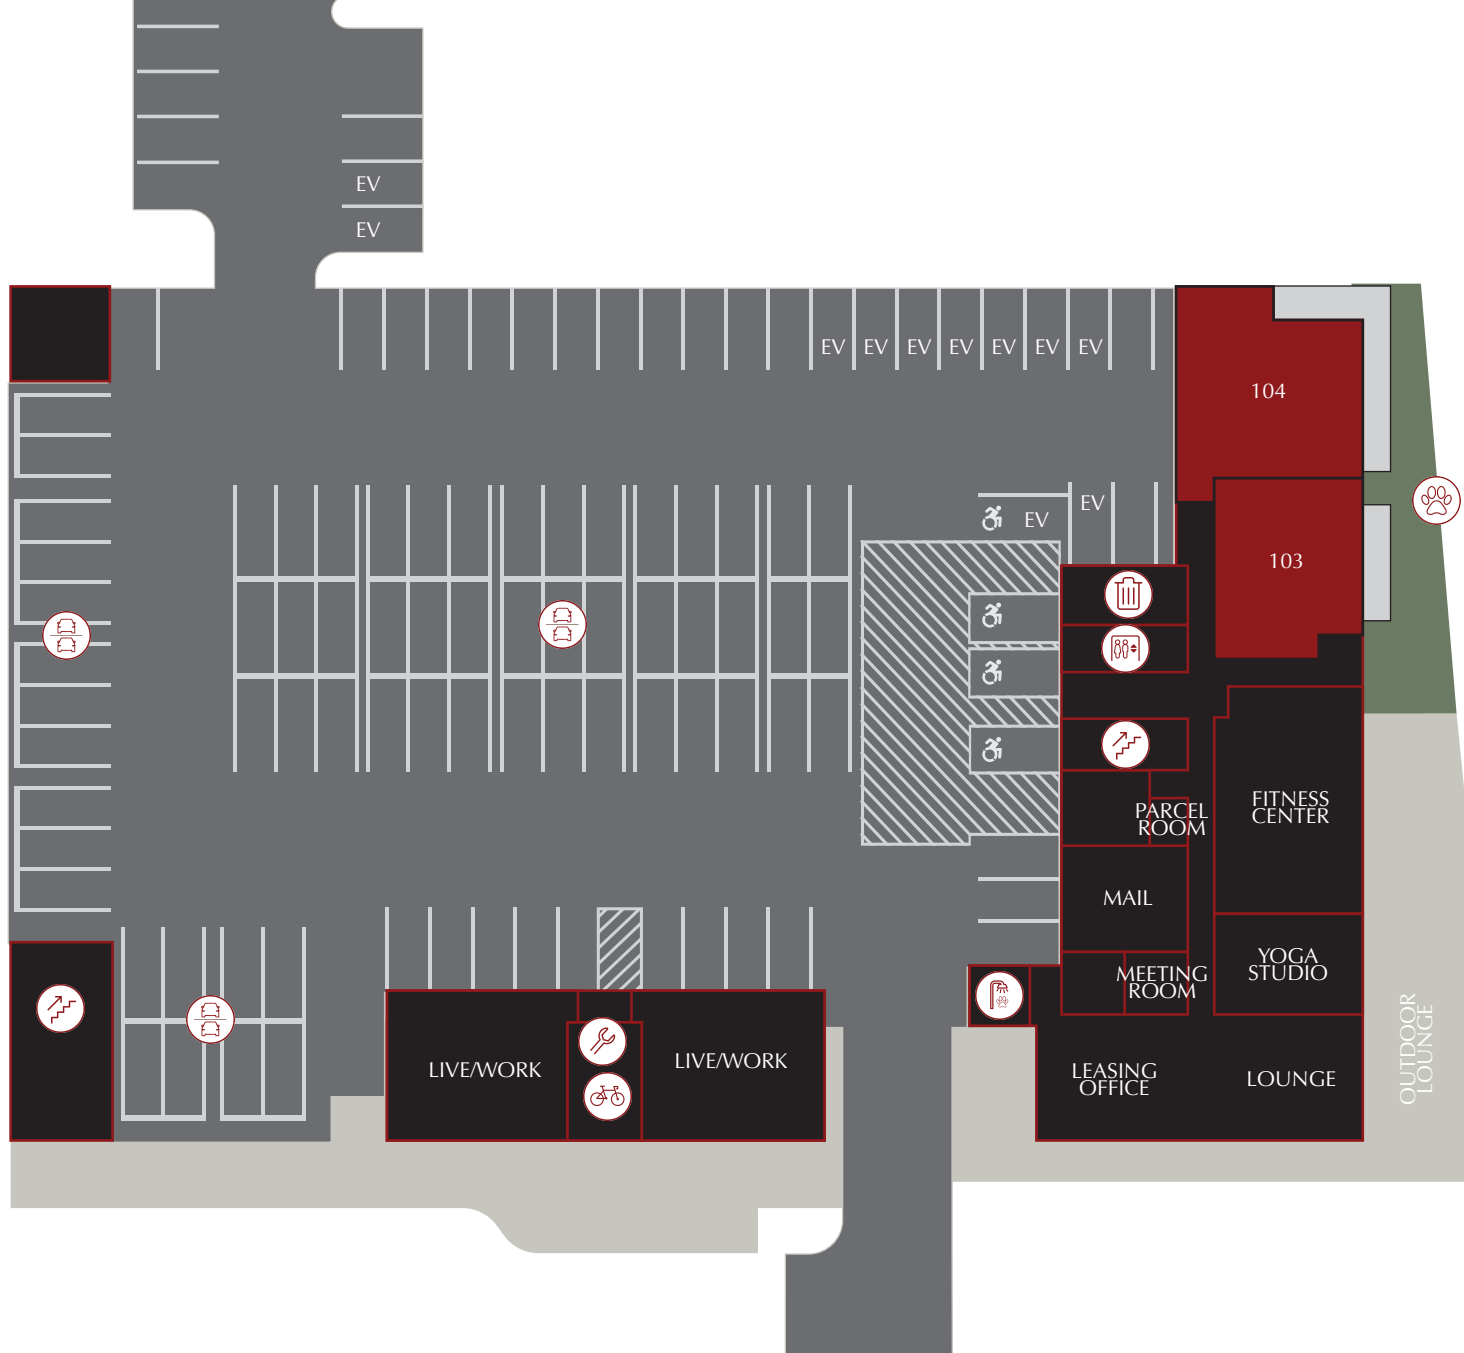 EV
EV
EV
EV
EV
EV
EV
EV
EV
104
EV
EV
103
PARCEL
ROOM
FITNESS
CENTER
MAIL
MEETING
ROOM
YOGA
STUDIO
LIVE/WORK
LIVE/WORK
LEASING
OFFICE
LOUNGE
OUTDOOR
LOUNGE